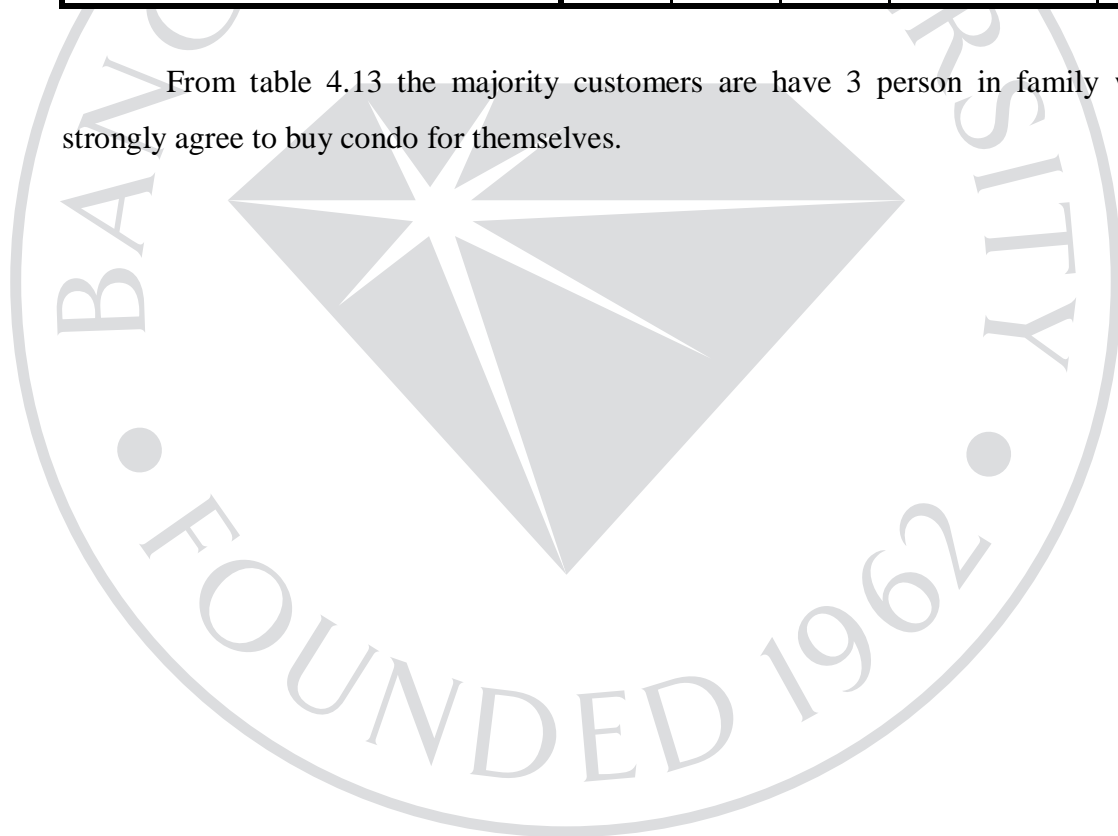 From table 4.13 the majority customers are have 3 person in family
strongly agree to buy condo for themselves.
FOUNDED 1962